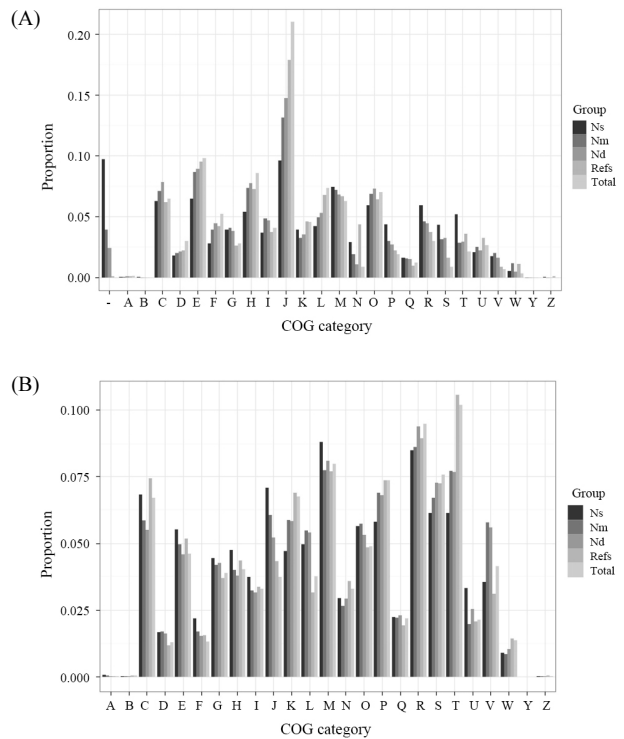 (A)
0.20
0.15
0.10
0.05
0.00
Proportion
- A B C D E F G H I J K L M N O P Q R S T U V W Y Z
COG category
Group
Ns
Nm
Nd
Refs
Total
(B)
0.100
0.075
0.050
0.025
0.000
Proportion
A B C D E F G H I J K L M N O P Q R S T U V W Y Z
COG category
Group
Ns
Nm
Nd
Refs
Total